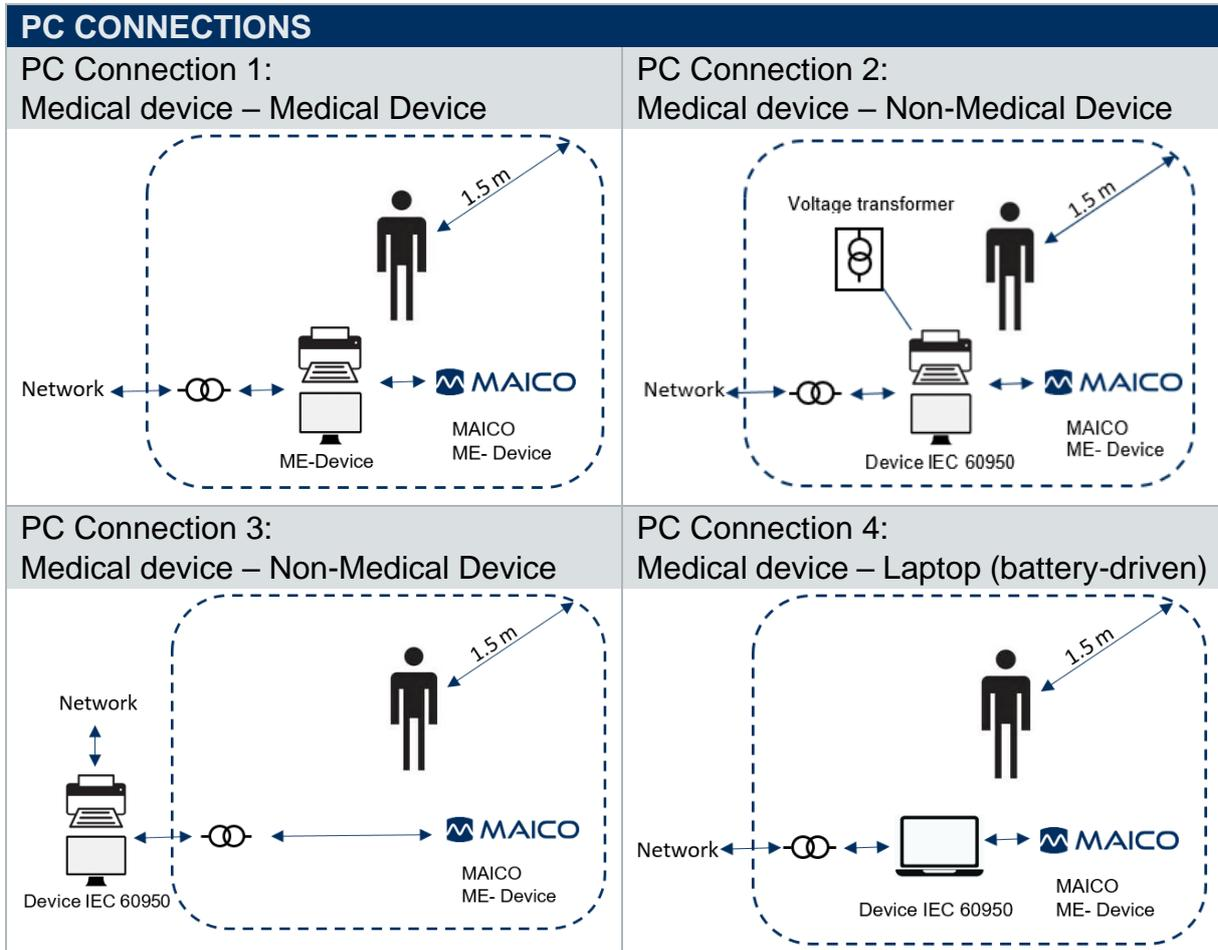 PC CONNECTIONS
PC Connection 1:
Medical device – Medical Device
1.5 m
Network
MAICO
MAICO
ME- Device
ME-Device
PC Connection 2:
Medical device – Non-Medical Device
Voltage transformer
1.5 m
Network
MAICO
MAICO
ME- Device
Device IEC 60950
PC Connection 3:
Medical device – Non-Medical Device
1.5 m
Network
MAICO
MAICO
ME- Device
Device IEC 60950
PC Connection 4:
Medical device – Laptop (battery-driven)
1.5 m
Network
MAICO
MAICO
ME- Device
Device IEC 60950